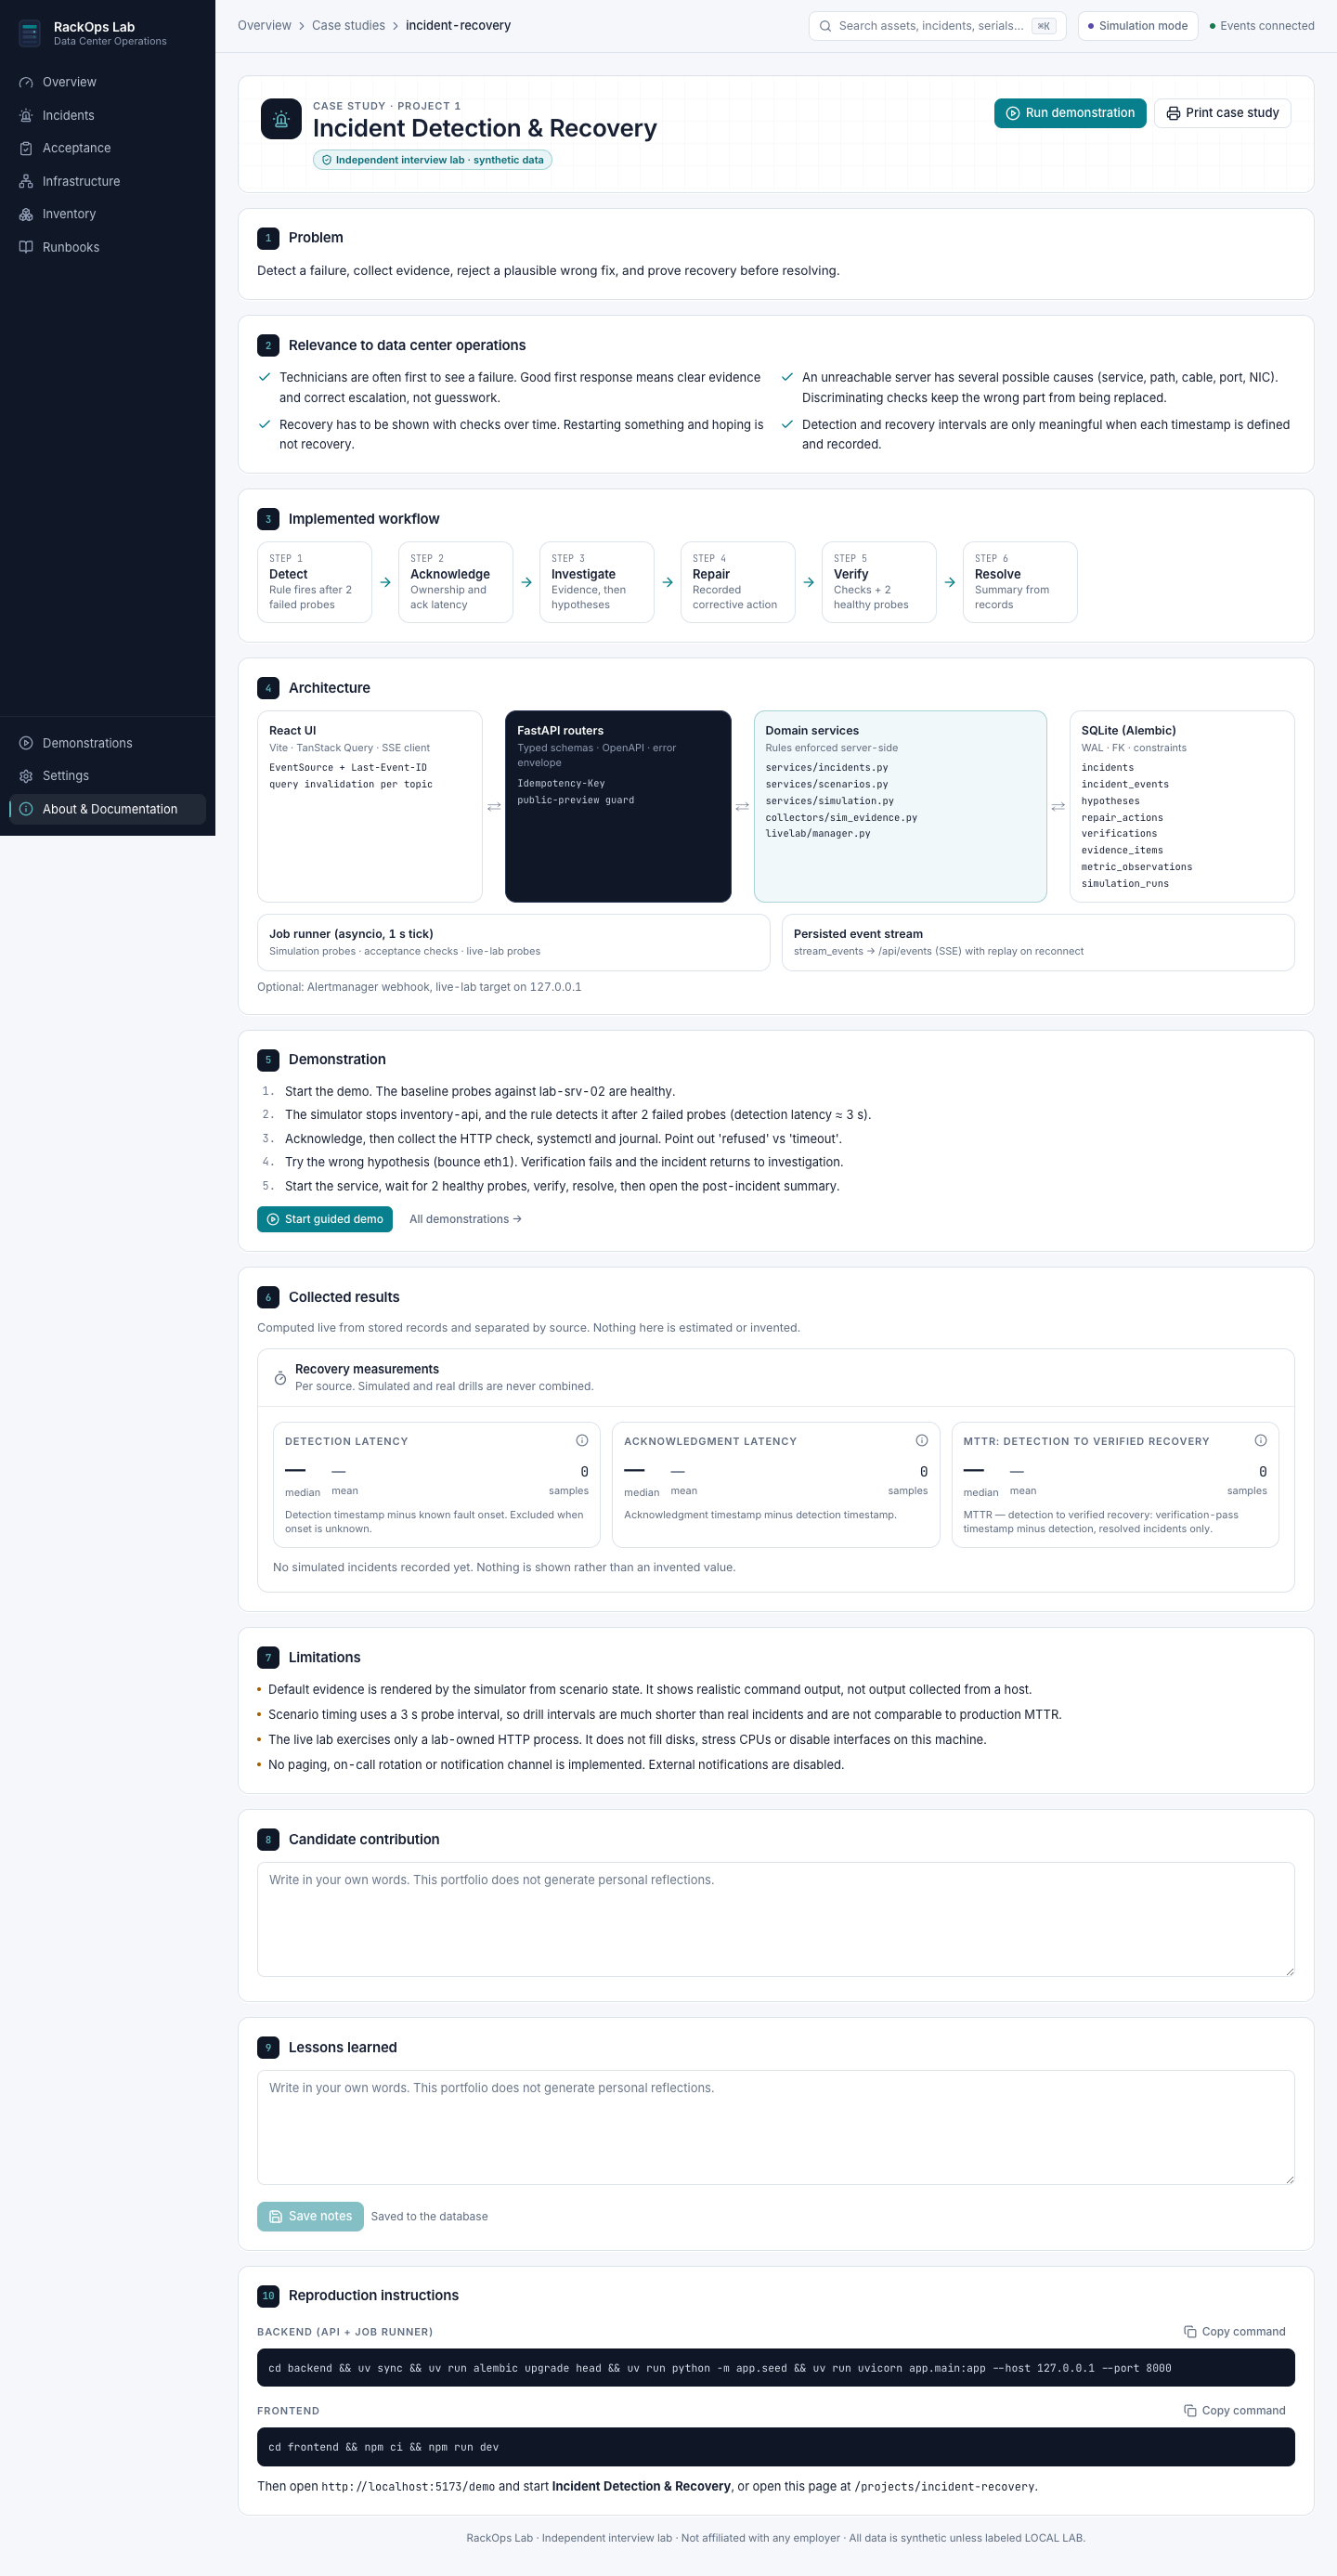 RackOps Lab
Data Center Operations
Overview
Incidents
Acceptance
Infrastructure
Inventory
Runbooks
Demonstrations
Settings
About & Documentation
Overview > Case studies > incident-recovery
Search assets, incidents, serials... ⌘K
Simulation mode
Events connected
CASE STUDY · PROJECT 1
Incident Detection & Recovery
Independent interview lab · synthetic data
Run demonstration
Print case study
1 Problem
Detect a failure, collect evidence, reject a plausible wrong fix, and prove recovery before resolving.
2 Relevance to data center operations
Technicians are often first to see a failure. Good first response means clear evidence
and correct escalation, not guesswork.
An unreachable server has several possible causes (service, path, cable, port, NIC).
Discriminating checks keep the wrong part from being replaced.
Recovery has to be shown with checks over time. Restarting something and hoping is
not recovery.
Detection and recovery intervals are only meaningful when each timestamp is defined
and recorded.
3 Implemented workflow
STEP 1
Detect
Rule fires after 2
failed probes
STEP 2
Acknowledge
Ownership and
ack latency
STEP 3
Investigate
Evidence, then
hypotheses
STEP 4
Repair
Recorded
corrective action
STEP 5
Verify
Checks + 2
healthy probes
STEP 6
Resolve
Summary from
records
4 Architecture
React UI
Vite · TanStack Query · SSE client
EventSource + Last-Event-ID
query invalidation per topic
FastAPI routers
Typed schemas · OpenAPI · error
envelope
Idempotency-Key
public-preview guard
Domain services
Rules enforced server-side
services/incidents.py
services/scenarios.py
services/simulation.py
collectors/sim_evidence.py
livelab/manager.py
SQLite (Alembic)
WAL · FK · constraints
incidents
incident_events
hypotheses
repair_actions
verifications
evidence_items
metric_observations
simulation_runs
Job runner (asyncio, 1 s tick)
Simulation probes · acceptance checks · live-lab probes
Persisted event stream
stream_events → /api/events (SSE) with replay on reconnect
Optional: Alertmanager webhook, live-lab target on 127.0.0.1
5 Demonstration
1. Start the demo. The baseline probes against lab-srv-02 are healthy.
2. The simulator stops inventory-api, and the rule detects it after 2 failed probes (detection latency ≈ 3 s).
3. Acknowledge, then collect the HTTP check, systemctl and journal. Point out 'refused' vs 'timeout'.
4. Try the wrong hypothesis (bounce eth1). Verification fails and the incident returns to investigation.
5. Start the service, wait for 2 healthy probes, verify, resolve, then open the post-incident summary.
Start guided demo
All demonstrations →
6 Collected results
Computed live from stored records and separated by source. Nothing here is estimated or invented.
Recovery measurements
Per source. Simulated and real drills are never combined.
DETECTION LATENCY
— — 0
median mean samples
Detection timestamp minus known fault onset. Excluded when
onset is unknown.
ACKNOWLEDGMENT LATENCY
— — 0
median mean samples
Acknowledgment timestamp minus detection timestamp.
MTTR: DETECTION TO VERIFIED RECOVERY
— — 0
median mean samples
MTTR — detection to verified recovery: verification-pass
timestamp minus detection, resolved incidents only.
No simulated incidents recorded yet. Nothing is shown rather than an invented value.
7 Limitations
• Default evidence is rendered by the simulator from scenario state. It shows realistic command output, not output collected from a host.
• Scenario timing uses a 3 s probe interval, so drill intervals are much shorter than real incidents and are not comparable to production MTTR.
• The live lab exercises only a lab-owned HTTP process. It does not fill disks, stress CPUs or disable interfaces on this machine.
• No paging, on-call rotation or notification channel is implemented. External notifications are disabled.
8 Candidate contribution
Write in your own words. This portfolio does not generate personal reflections.
9 Lessons learned
Write in your own words. This portfolio does not generate personal reflections.
Save notes
Saved to the database
10 Reproduction instructions
BACKEND (API + JOB RUNNER)
Copy command
cd backend && uv sync && uv run alembic upgrade head && uv run python -m app.seed && uv run uvicorn app.main:app --host 127.0.0.1 --port 8000
FRONTEND
Copy command
cd frontend && npm ci && npm run dev
Then open http://localhost:5173/demo and start Incident Detection & Recovery, or open this page at /projects/incident-recovery.
RackOps Lab · Independent interview lab · Not affiliated with any employer · All data is synthetic unless labeled LOCAL LAB.